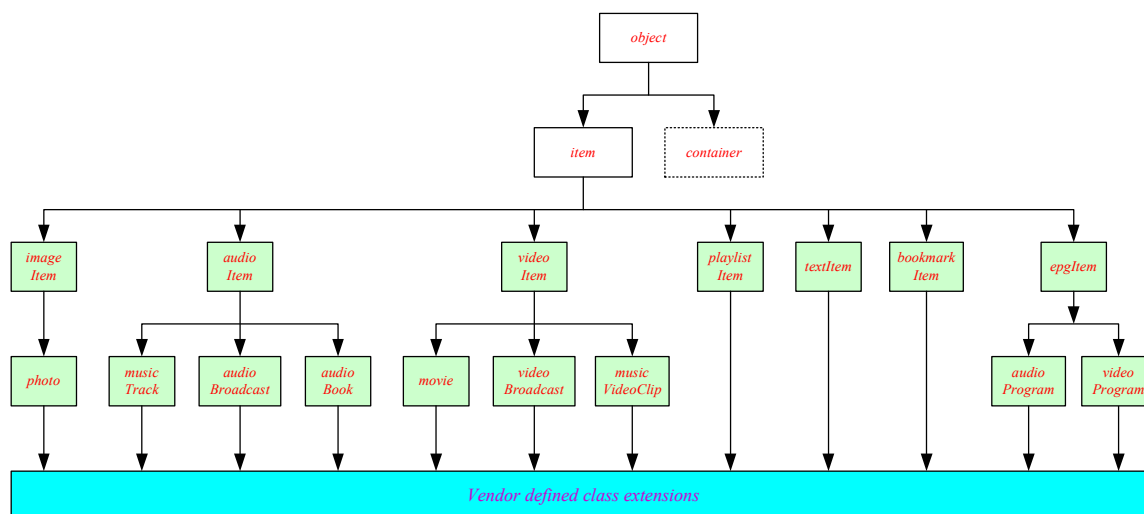 object
item
container
image
Item
audio
Item
video
Item
playlist
Item
textItem
bookmark
Item
epgItem
photo
music
Track
audio
Broadcast
audio
Book
movie
video
Broadcast
music
VideoClip
audio
Program
video
Program
Vendor defined class extensions